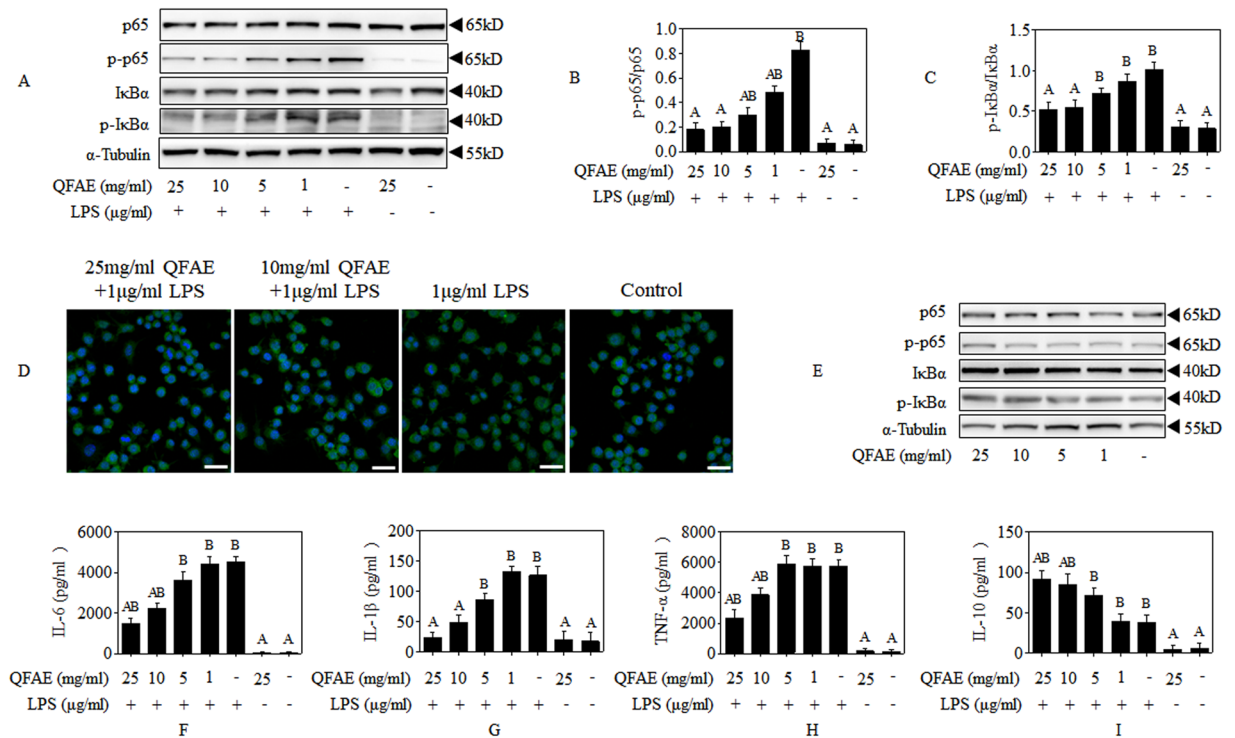 A
p65
65kD
p-p65
65kD
IκBα
40kD
p-IκBα
40kD
α-Tubulin
55kD
QFAE (mg/ml) 25 10 5 1 - 25 -
LPS (μg/ml) + + + + + - -
B
p-p65/p65
1.0
0.8
0.6
0.4
0.2
0.0
A A AB AB B A A
QFAE (mg/ml) 25 10 5 1 - 25 -
LPS (μg/ml) + + + + + - -
C
p-IκBα/IκBα
1.5
1.0
0.5
0.0
A A B B B A A
QFAE (mg/ml) 25 10 5 1 - 25 -
LPS (μg/ml) + + + + + - -
D
25mg/ml QFAE
+1μg/ml LPS
10mg/ml QFAE
+1μg/ml LPS
1μg/ml LPS
Control
E
p65
65kD
p-p65
65kD
IκBα
40kD
p-IκBα
40kD
α-Tubulin
55kD
QFAE (mg/ml) 25 10 5 1 -
IL-6 (pg/ml)
6000
4000
2000
0
AB AB B B B A A
QFAE (mg/ml) 25 10 5 1 - 25 -
LPS (μg/ml) + + + + + - -
F
IL-1β (pg/ml)
200
150
100
50
0
A A B B B A A
QFAE (mg/ml) 25 10 5 1 - 25 -
LPS (μg/ml) + + + + + - -
G
TNF-α (pg/ml)
8000
6000
4000
2000
0
AB AB B B B A A
QFAE (mg/ml) 25 10 5 1 - 25 -
LPS (μg/ml) + + + + + - -
H
IL-10 (pg/ml)
150
100
50
0
AB AB B B B A A
QFAE (mg/ml) 25 10 5 1 - 25 -
LPS (μg/ml) + + + + + - -
I